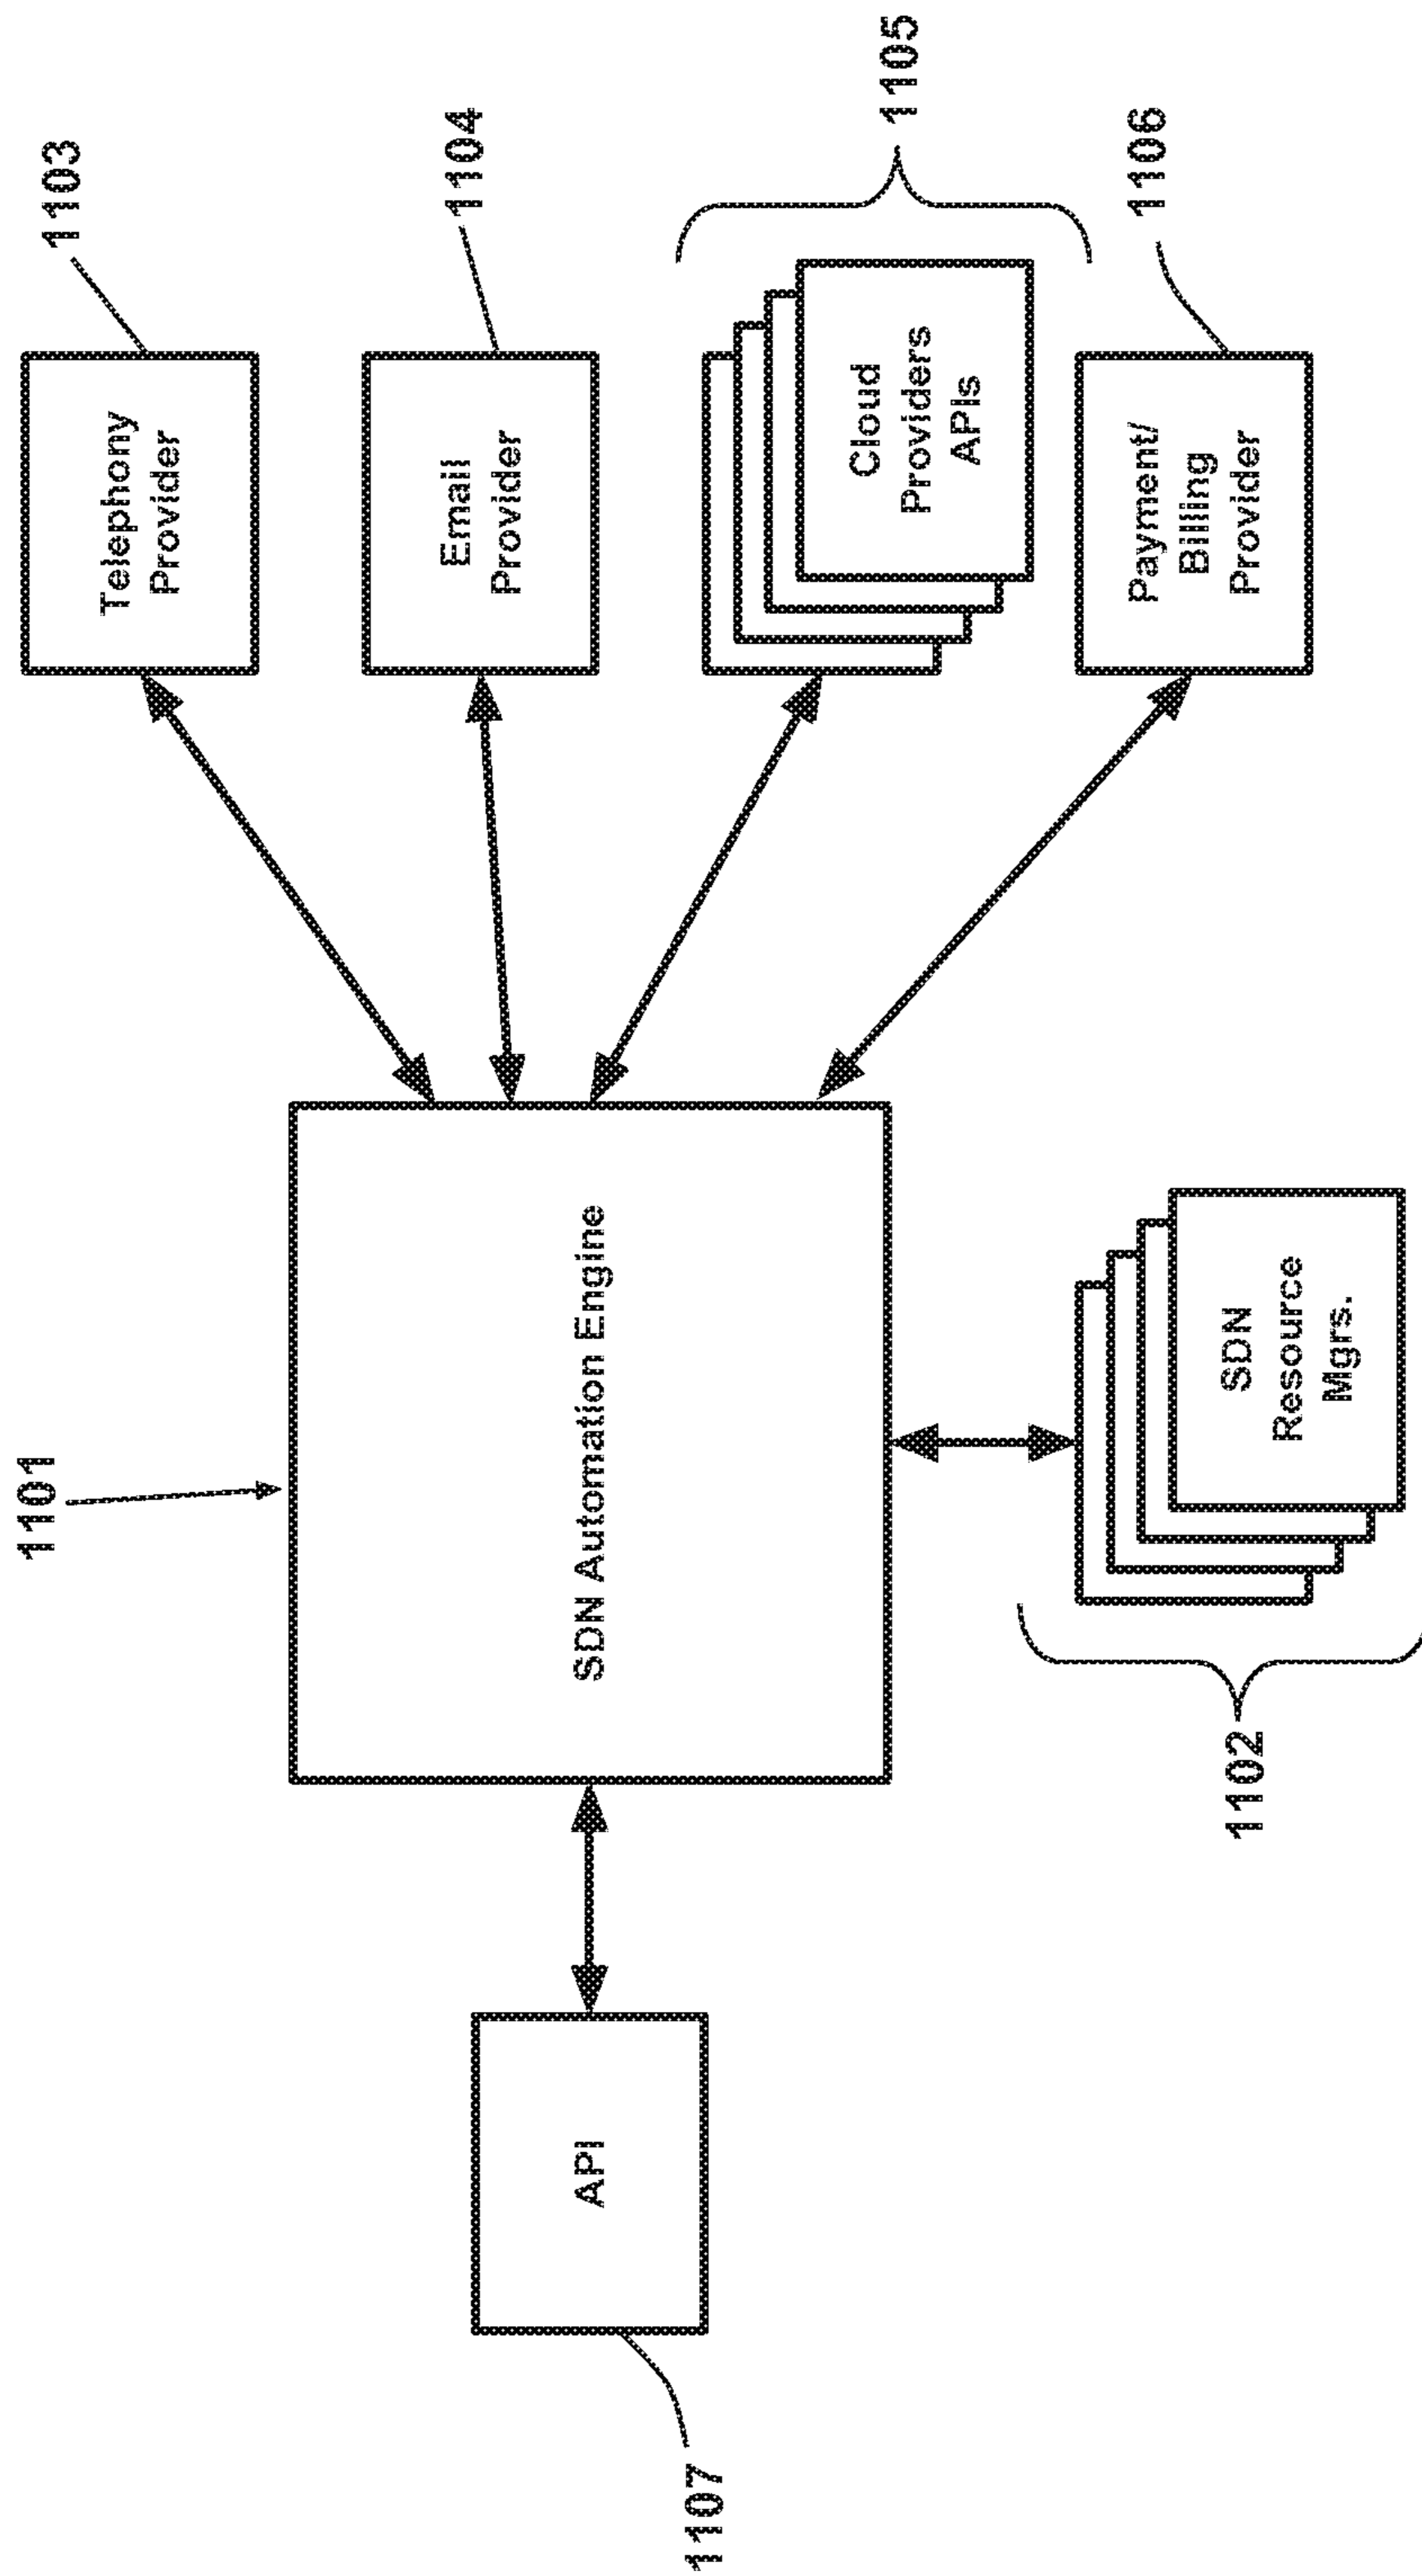 1103
Telephony
Provider
1101
1104
Email
Provider
SDN Automation Engine
1105
Cloud
Providers
APIs
API
1106
Payment/
Billing
Provider
1107
SDN
Resource
Mgrs.
1102